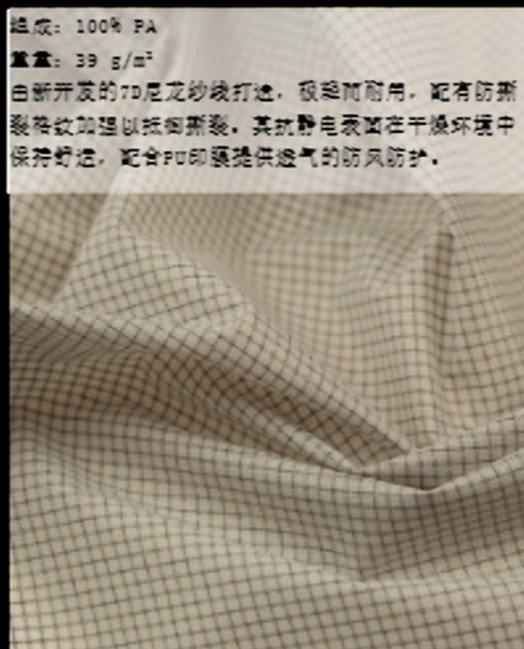 组成: 100% PA
重量: 39 g/m²
由新开发的7D尼龙纱线打造, 极轻而耐用, 配有防撕
裂格纹加强以抵御撕裂. 其抗静电表面在干燥环境中
保持舒适, 配合PU印膜提供透气的防风防护.